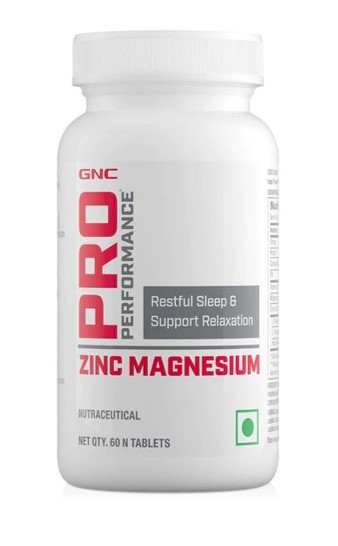 GNC
PRO
PERFORMANCE
Restful Sleep &
Support Relaxation
ZINC MAGNESIUM
NUTRACEUTICAL
NET QTY. 60 N TABLETS